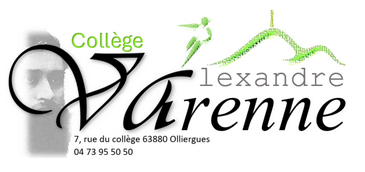 Collège
Alexandre
Varenne
7, rue du collège 63880 Olliergues
04 73 95 50 50